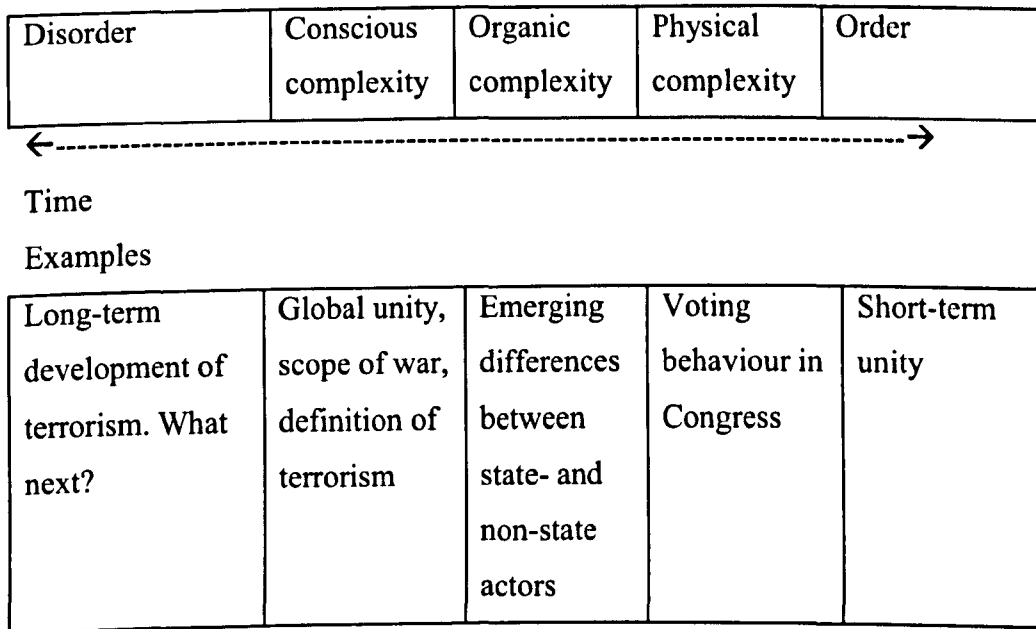 Disorder
Conscious
complexity
Organic
complexity
Physical
complexity
Order
Time
Examples
Long-term
development of
terrorism. What
next?
Global unity,
scope of war,
definition of
terrorism
Emerging
differences
between
state- and
non-state
actors
Voting
behaviour in
Congress
Short-term
unity